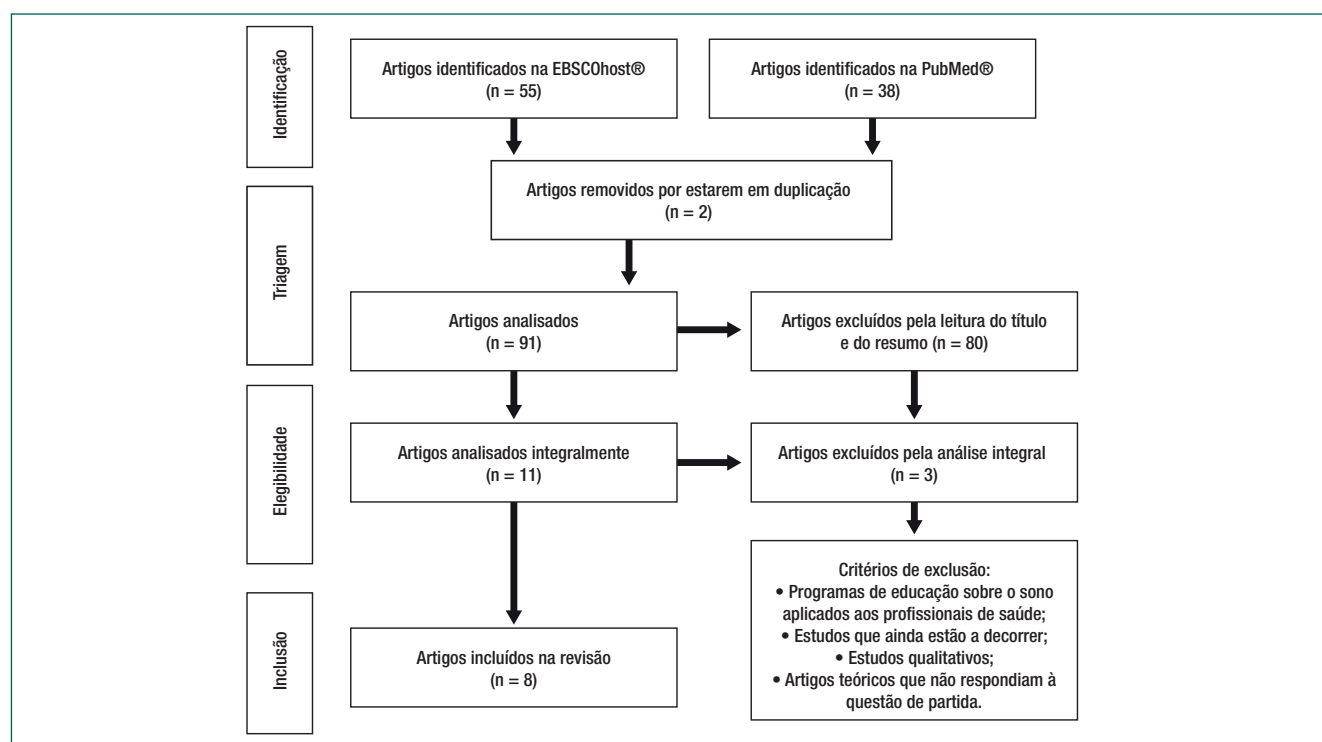 Identificação
Artigos identificados na EBSCOhost®
(n = 55)
Artigos identificados na PubMed®
(n = 38)
Artigos removidos por estarem em duplicação
(n = 2)
Triagem
Artigos analisados
(n = 91)
Artigos excluídos pela leitura do título
e do resumo (n = 80)
Elegibilidade
Artigos analisados integralmente
(n = 11)
Artigos excluídos pela análise integral
(n = 3)
Critérios de exclusão:
• Programas de educação sobre o sono
aplicados aos profissionais de saúde;
• Estudos que ainda estão a decorrer;
• Estudos qualitativos;
• Artigos teóricos que não respondiam à
questão de partida.
Inclusão
Artigos incluídos na revisão
(n = 8)